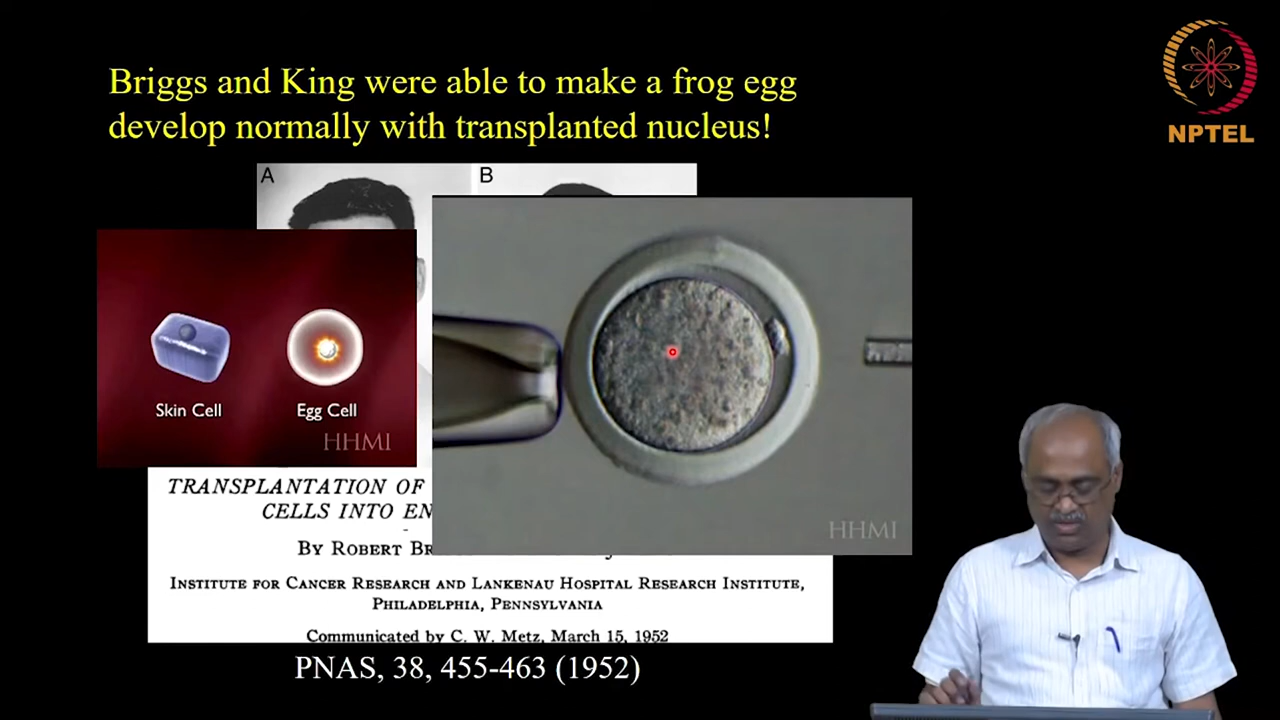 Briggs and King were able to make a frog egg
develop normally with transplanted nucleus!
NPTEL
A
B
Skin Cell
Egg Cell
HHMI
HHMI
TRANSPLANTATION OF
CELLS INTO EN
BY ROBERT BR
INSTITUTE FOR CANCER RESEARCH AND LANKENAU HOSPITAL RESEARCH INSTITUTE,
PHILADELPHIA, PENNSYLVANIA
Communicated by C. W. Metz, March 15, 1952
PNAS, 38, 455-463 (1952)